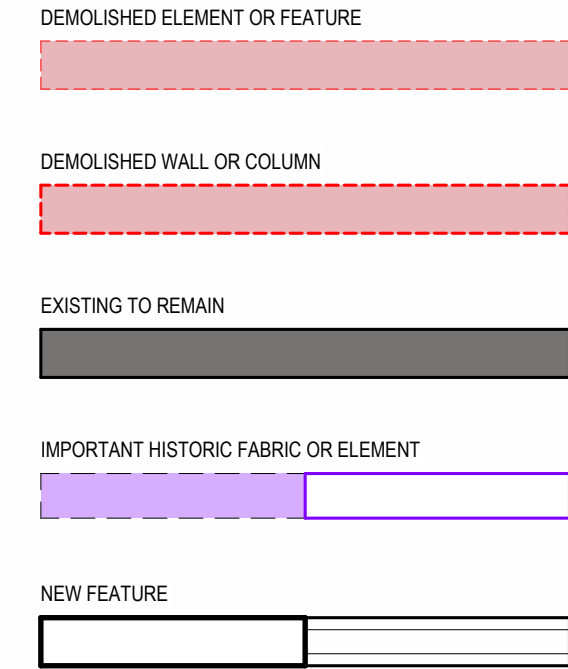 DEMOLISHED ELEMENT OR FEATURE
DEMOLISHED WALL OR COLUMN
EXISTING TO REMAIN
IMPORTANT HISTORIC FABRIC OR ELEMENT
NEW FEATURE